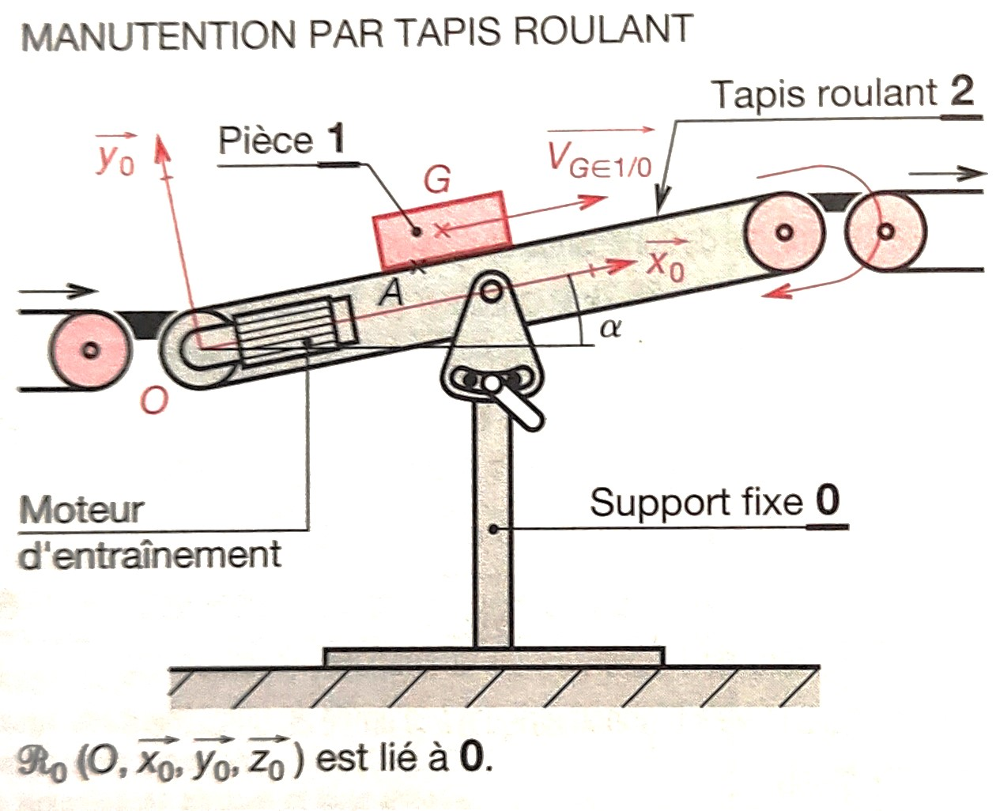 MANUTENTION PAR TAPIS ROULANT
Tapis roulant 2
Pièce 1
y₀
V G∈1/0
G
x₀
A
α
O
Moteur
d'entraînement
Support fixe 0
ℛ₀ (O, x₀, y₀, z₀) est lié à 0.